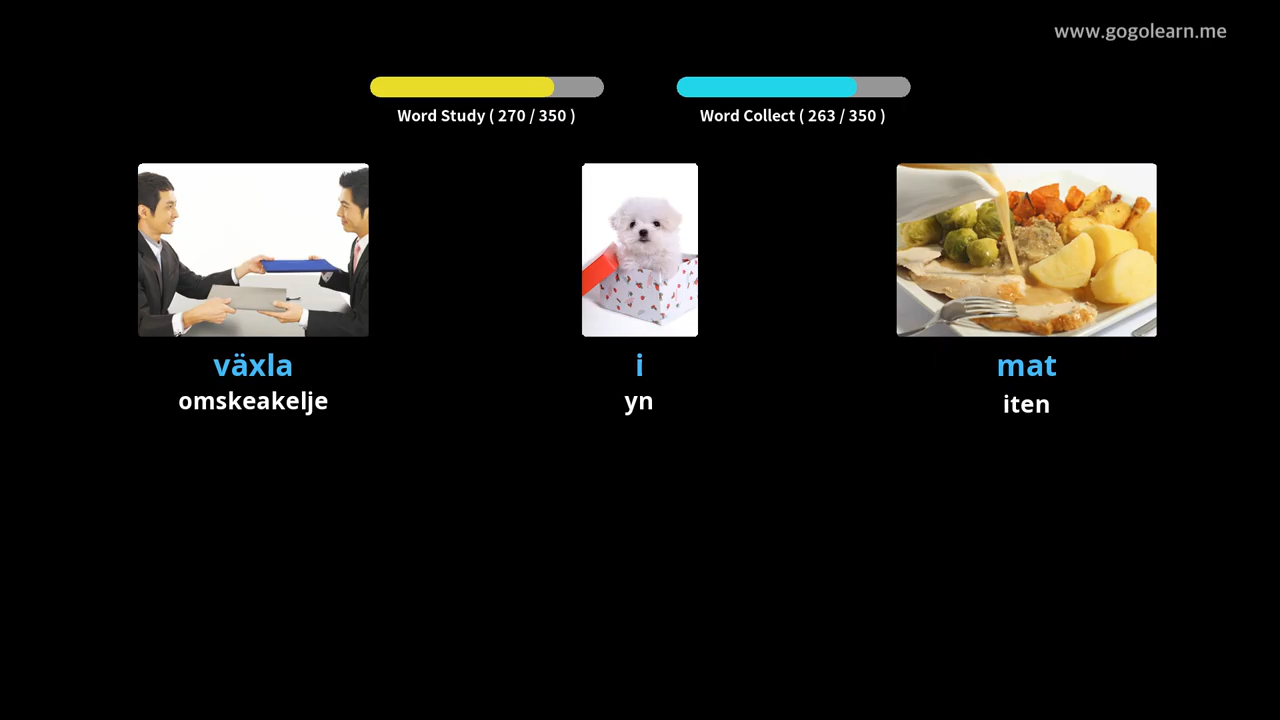 www.gogolearn.me
Word Study ( 270 / 350 )
Word Collect ( 263 / 350 )
växla
i
mat
omskeakelje
yn
iten